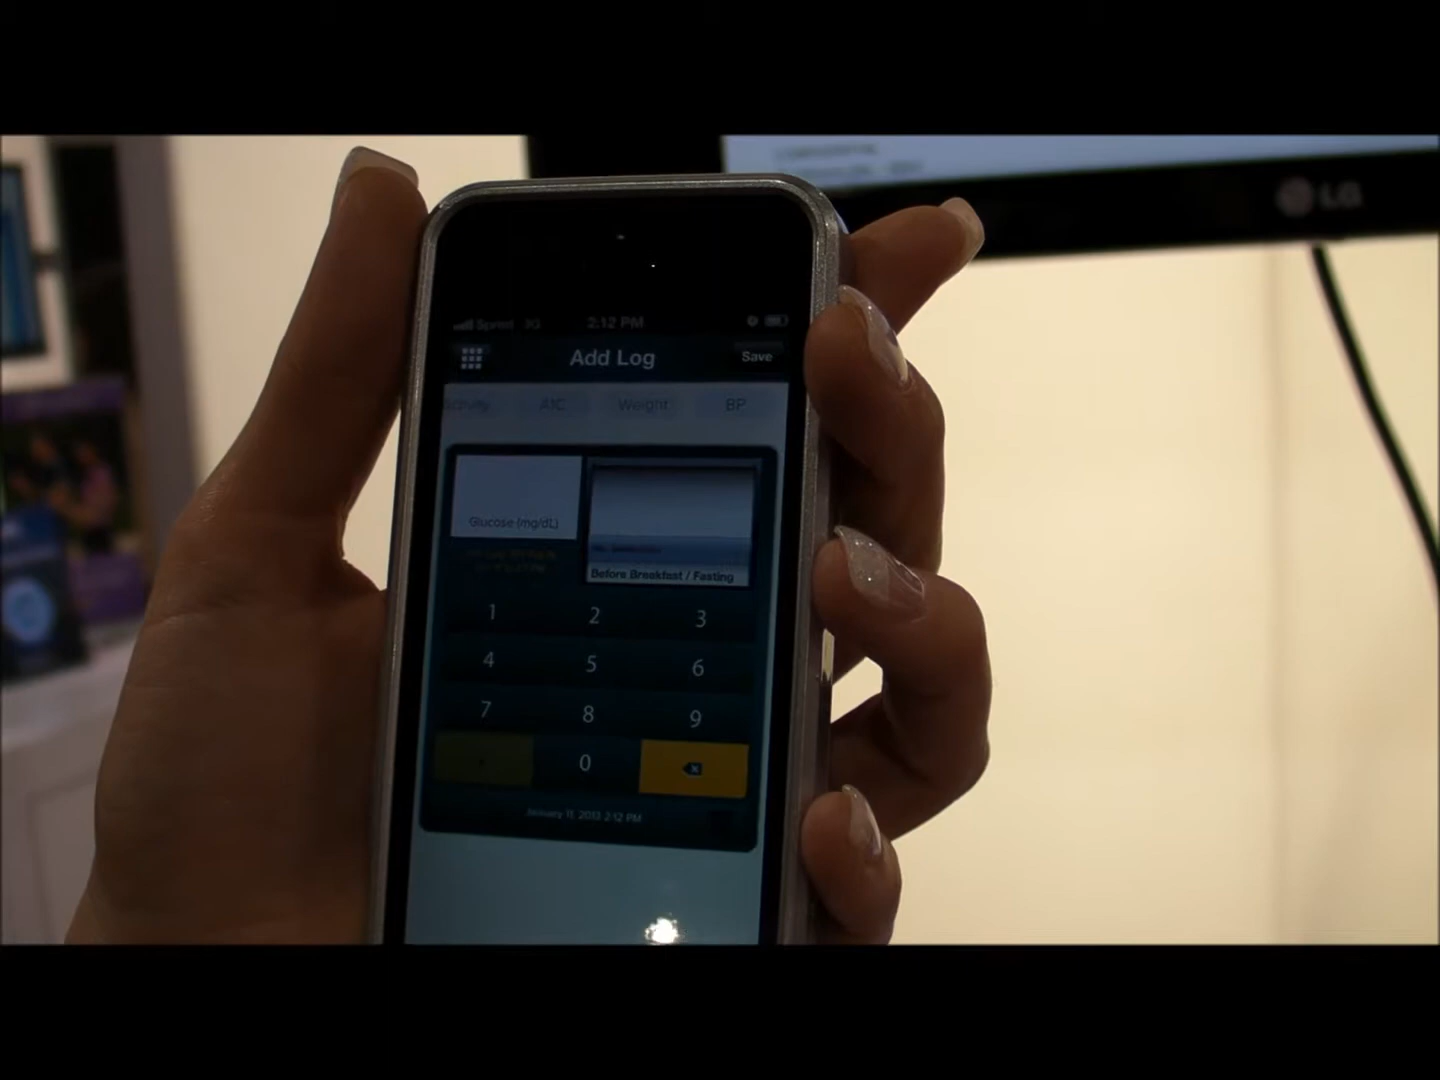 LG
Sprint 3G 2:12 PM
Add Log
Save
Activity A1C Weight BP
Glucose (mg/dL)
Before Breakfast / Fasting
1 2 3
4 5 6
7 8 9
0
January 11, 2013 2:12 PM